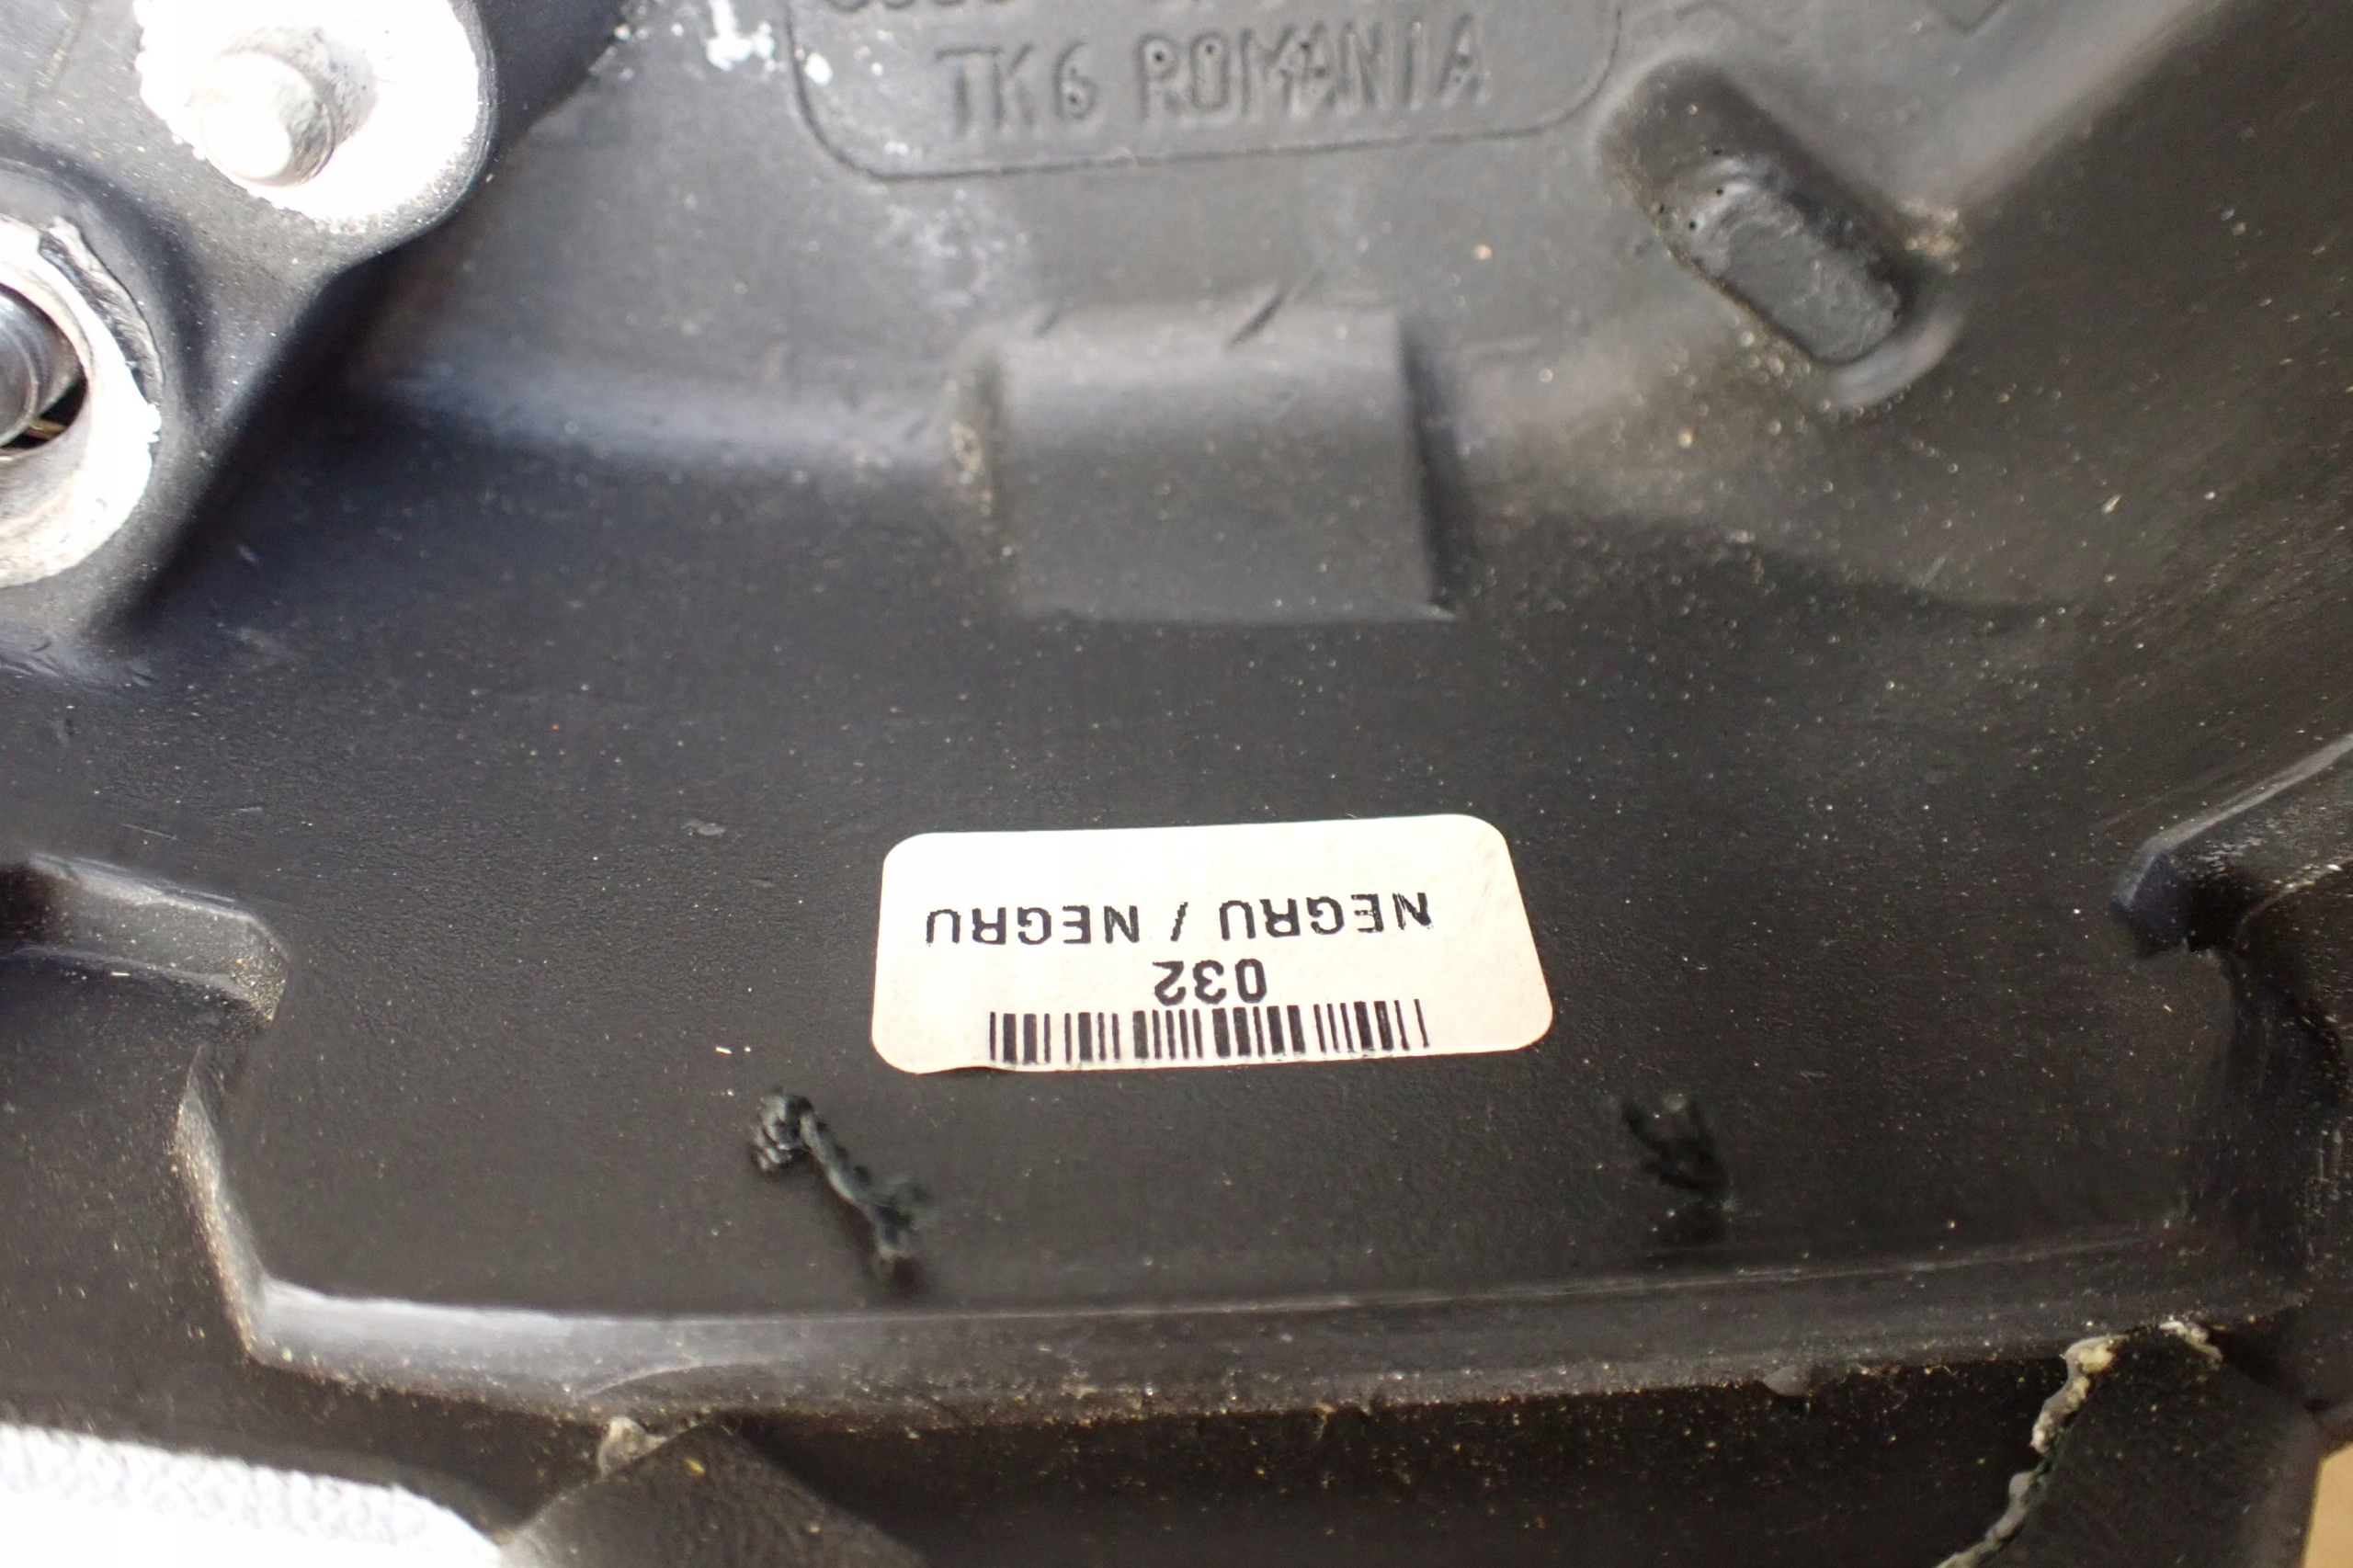 TK6 ROMANIA
032
NEGRU / NEGRU